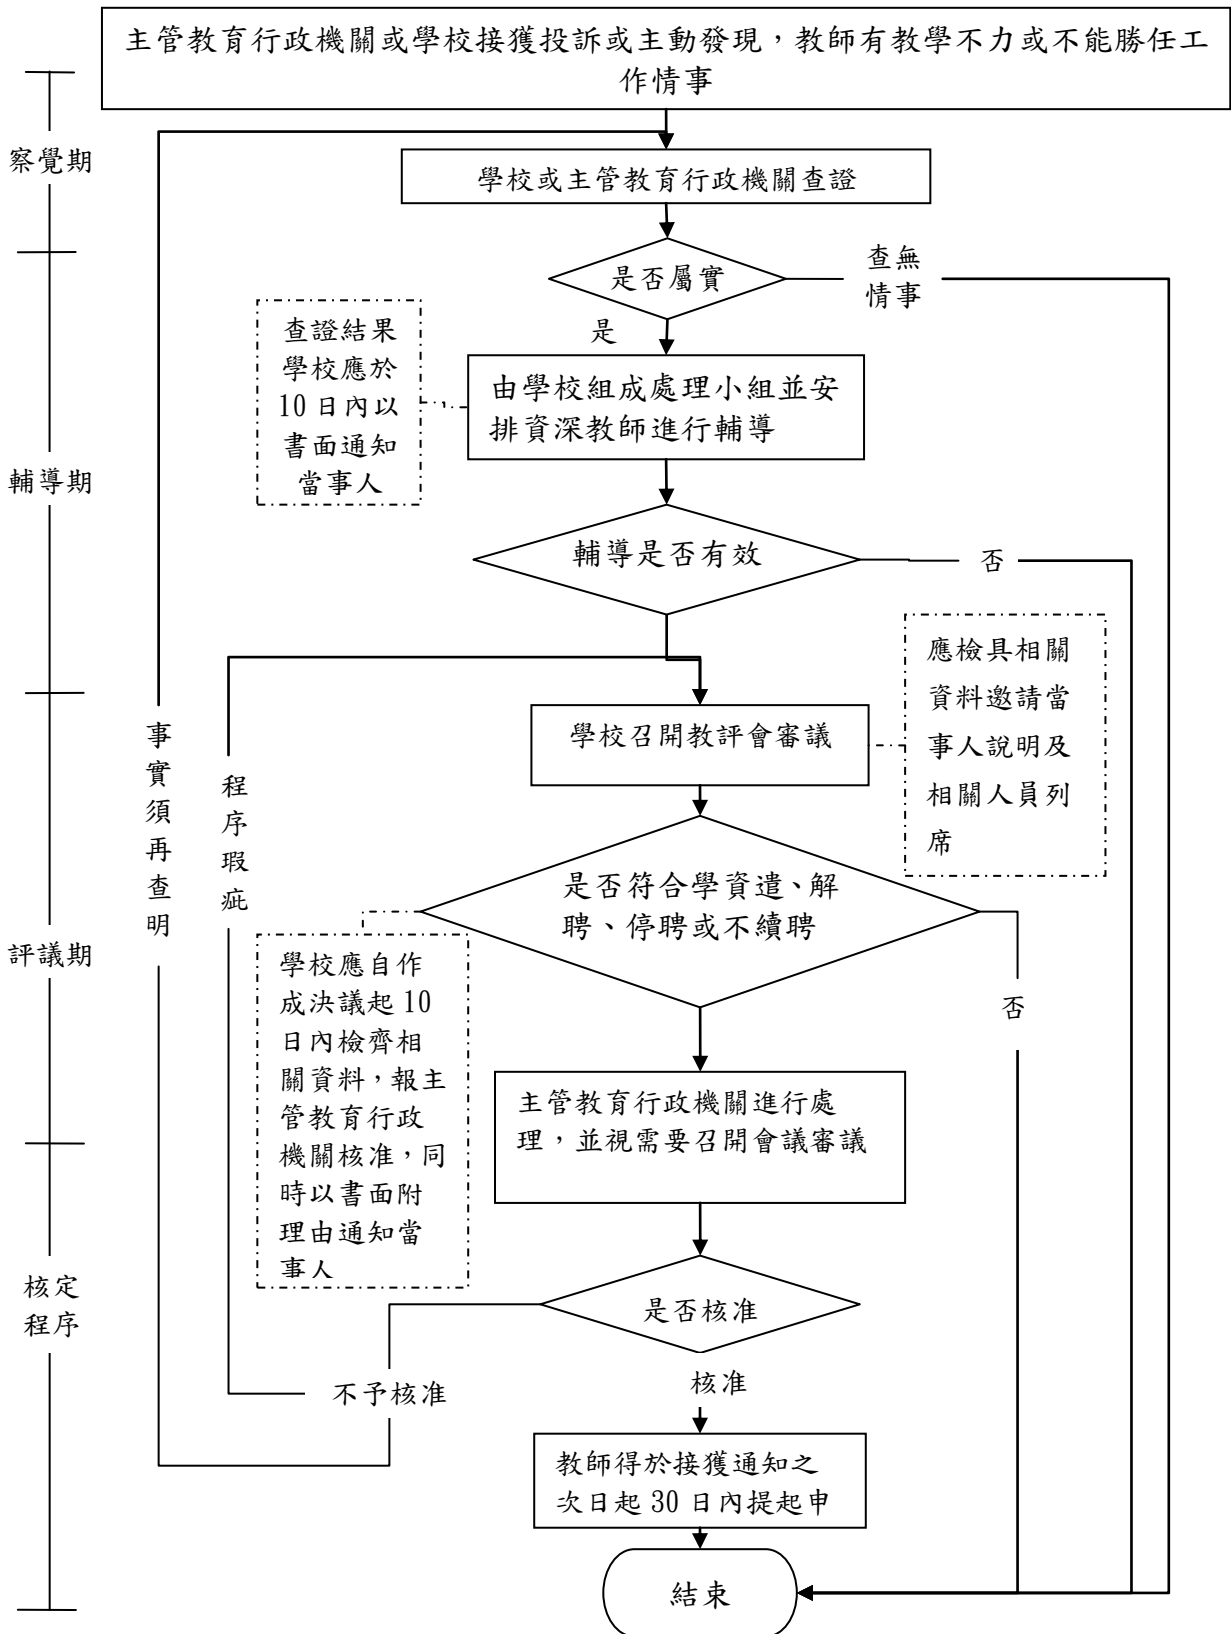 主管教育行政機關或學校接獲投訴或主動發現，教師有教學不力或不能勝任工
作情事
察覺期
學校或主管教育行政機關查證
是否屬實
查無
情事
查證結果
學校應於
10日內以
書面通知
當事人
是
由學校組成處理小組並安
排資深教師進行輔導
輔導期
輔導是否有效
否
應檢具相關
資料邀請當
事人說明及
相關人員列
席
學校召開教評會審議
事
實
須
再
查
明
程
序
瑕
疵
是否符合學資遣、解
聘、停聘或不續聘
評議期
學校應自作
成決議起10
日內檢齊相
關資料，報主
管教育行政
機關核准，同
時以書面附
理由通知當
事人
否
主管教育行政機關進行處
理，並視需要召開會議審議
核定
程序
是否核准
不予核准
核准
教師得於接獲通知之
次日起30日內提起申
結束